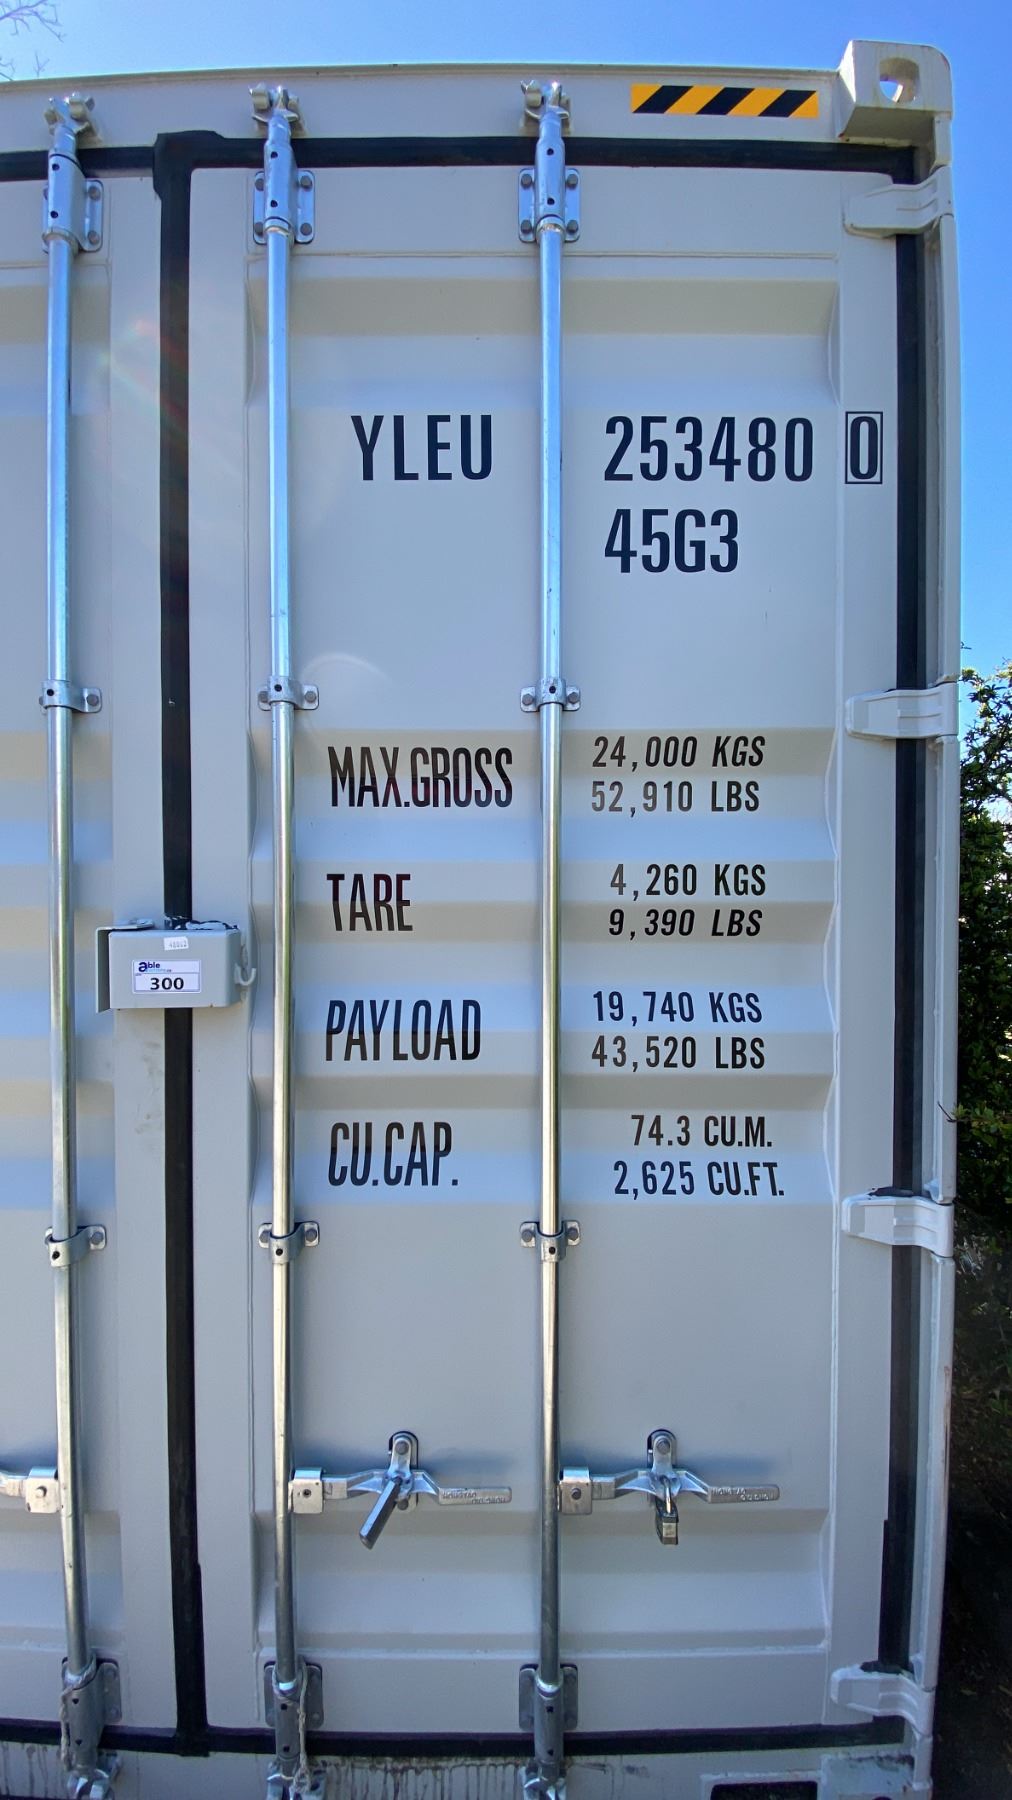 YLEU 253480 0
45G3
MAX.GROSS 24,000 KGS
52,910 LBS
TARE 4,260 KGS
9,390 LBS
PAYLOAD 19,740 KGS
43,520 LBS
CU.CAP. 74.3 CU.M.
2,625 CU.FT.
able
300